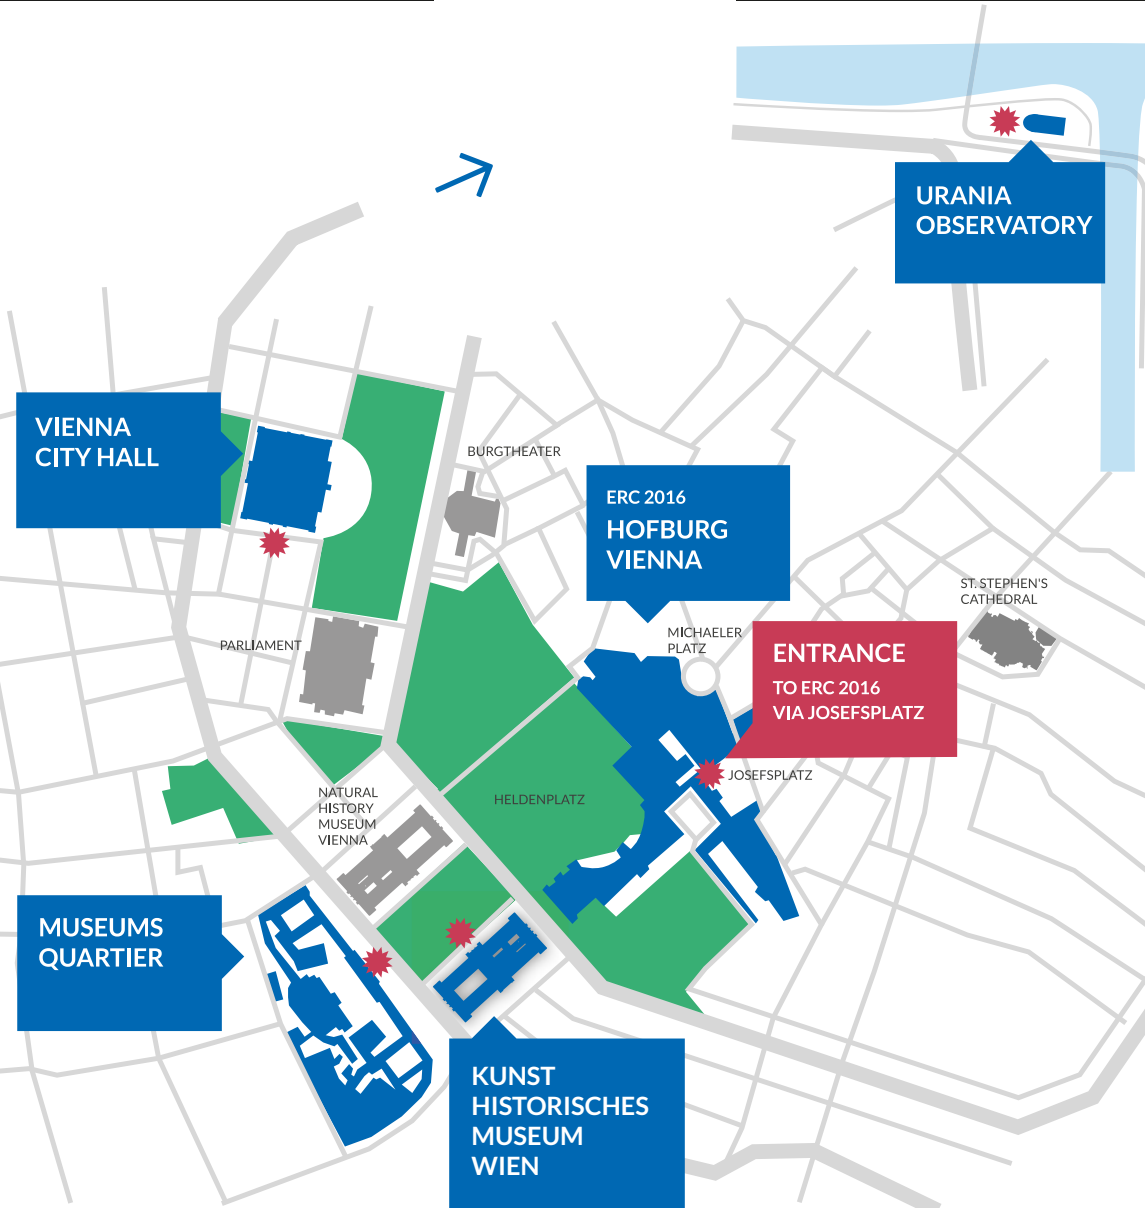 URANIA
OBSERVATORY
VIENNA
CITY HALL
BURGTHEATER
ERC 2016
HOFBURG
VIENNA
ST. STEPHEN'S
CATHEDRAL
PARLIAMENT
MICHAELER
PLATZ
ENTRANCE
TO ERC 2016
VIA JOSEFSPLATZ
JOSEFSPLATZ
NATURAL
HISTORY
MUSEUM
VIENNA
HELDENPLATZ
MUSEUMS
QUARTIER
KUNST
HISTORISCHES
MUSEUM
WIEN